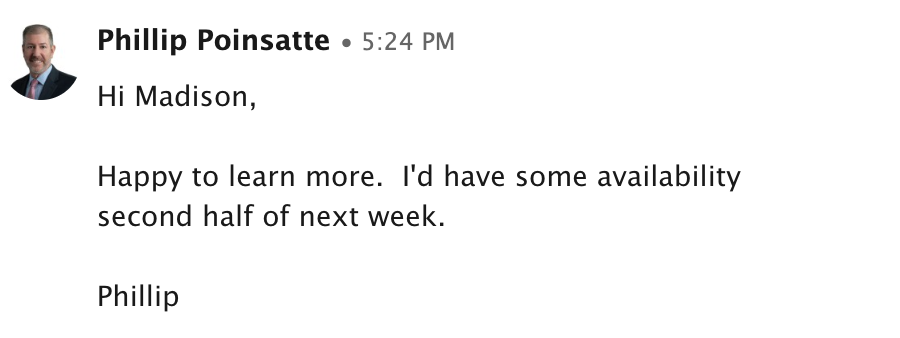 Phillip Poinsatte • 5:24 PM
Hi Madison,
Happy to learn more.  I'd have some availability
second half of next week.
Phillip